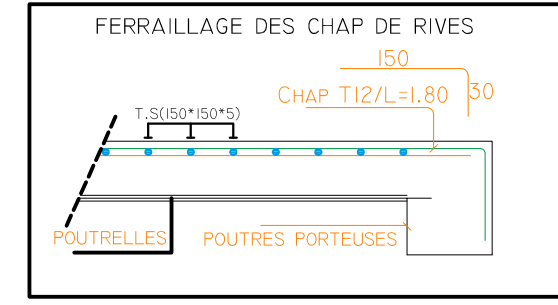 FERRAILLAGE DES CHAP DE RIVES
150
CHAP T12/L=1.80
30
T.S(150*150*5)
POUTRELLES
POUTRES PORTEUSES